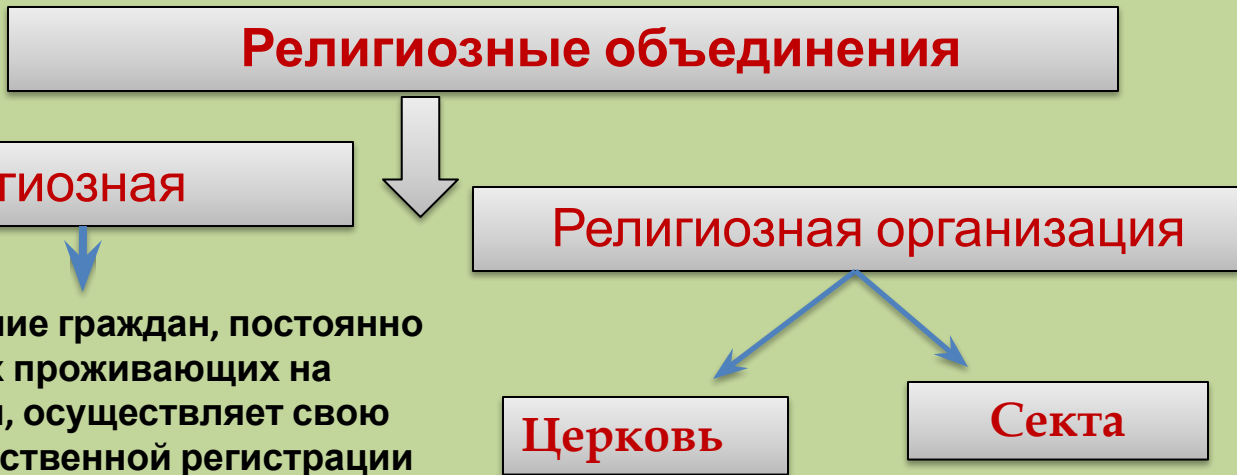 Религиозные объединения
гиозная
Религиозная организация
ние граждан, постоянно
проживающих на
, осуществляет свою
ственной регистрации
Церковь
Секта